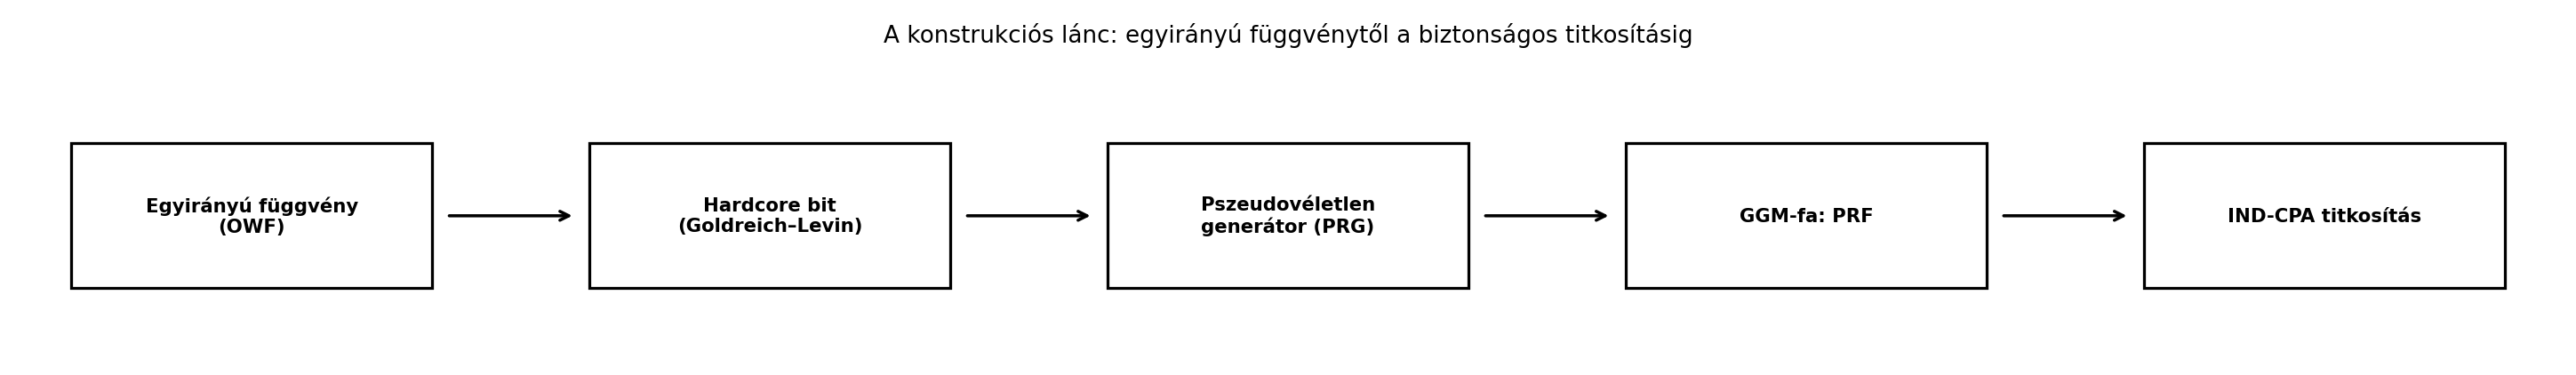 A konstrukciós lánc: egyirányú függvénytől a biztonságos titkosításig
Egyirányú függvény
(OWF)
Hardcore bit
(Goldreich–Levin)
Pszeudovéletlen
generátor (PRG)
GGM-fa: PRF
IND-CPA titkosítás